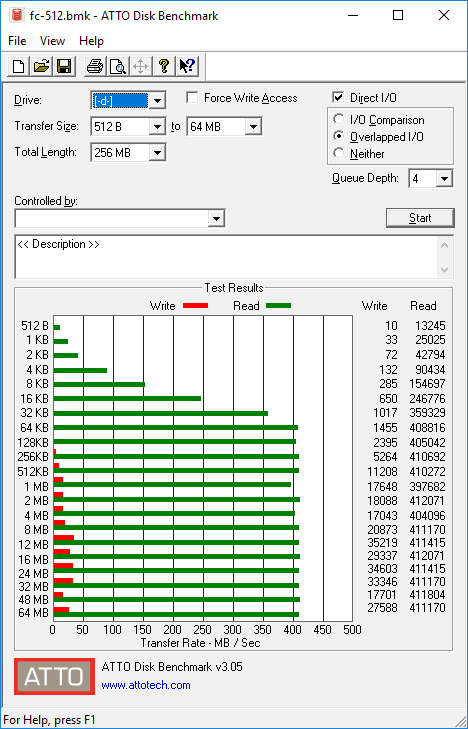 fc-512.bmk - ATTO Disk Benchmark
File View Help
Drive: [-d-] Force Write Access Direct I/O
Transfer Size: 512 B to 64 MB I/O Comparison
Overlapped I/O
Total Length: 256 MB Neither
Queue Depth: 4
Controlled by:
Start
<< Description >>
Test Results
Write Read Write Read
512 B 10 13245
1 KB 33 25025
2 KB 72 42794
4 KB 132 90434
8 KB 285 154697
16 KB 650 246776
32 KB 1017 359329
64 KB 1455 408816
128KB 2395 405042
256KB 5264 410692
512KB 11208 410272
1 MB 17648 397682
2 MB 18088 412071
4 MB 17043 404096
8 MB 20873 411170
12 MB 35219 411415
16 MB 29337 412071
24 MB 34603 411415
32 MB 33346 411170
48 MB 17701 411804
64 MB 27588 411170
0 50 100 150 200 250 300 350 400 450 500
Transfer Rate - MB / Sec
ATTO
ATTO Disk Benchmark v3.05
www.attotech.com
For Help, press F1